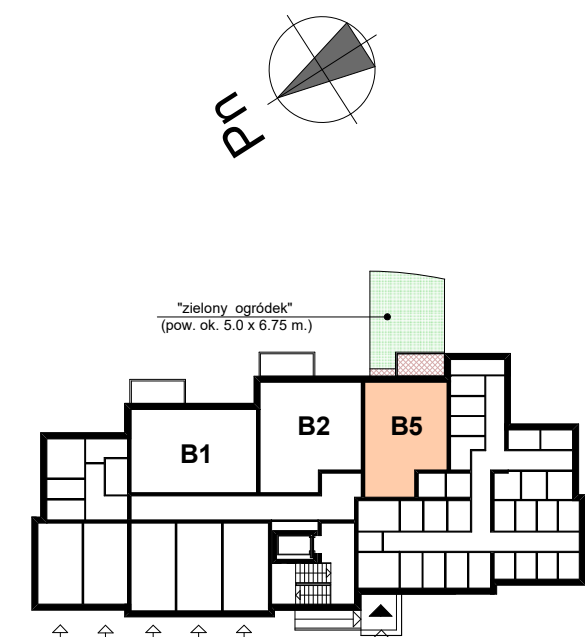 Pn
"zielony ogródek"
(pow. ok. 5.0 x 6.75 m.)
B1
B2
B5